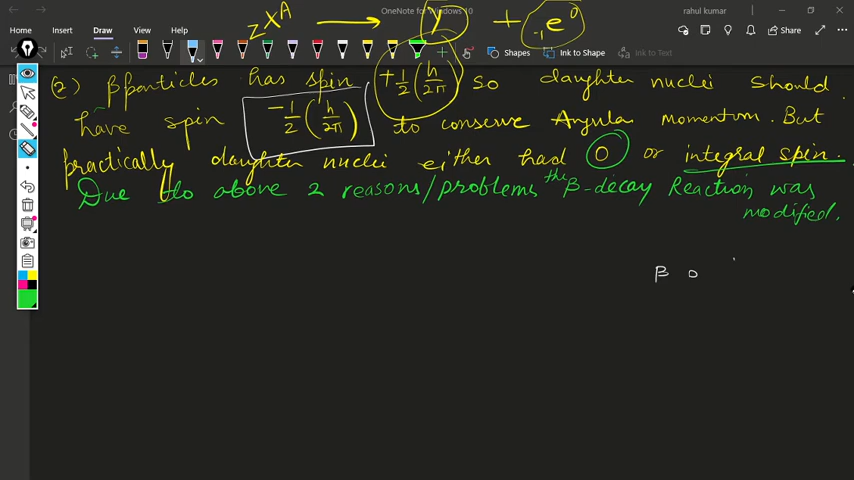 OneNote for Windows 10
rahul kumar
Home Insert Draw View Help
Share
Shapes Ink to Shape Ink to Text
zXᴬ → Y + ₋₁e⁰
(2) β particles has spin +1/2 (h/2π) so daughter nuclei should
have spin -1/2 (h/2π) to conserve Angular momentum. But
practically daughter nuclei either had 0 or integral spin.
Due to above 2 reasons/problems the β-decay Reaction was
modified.
β 0